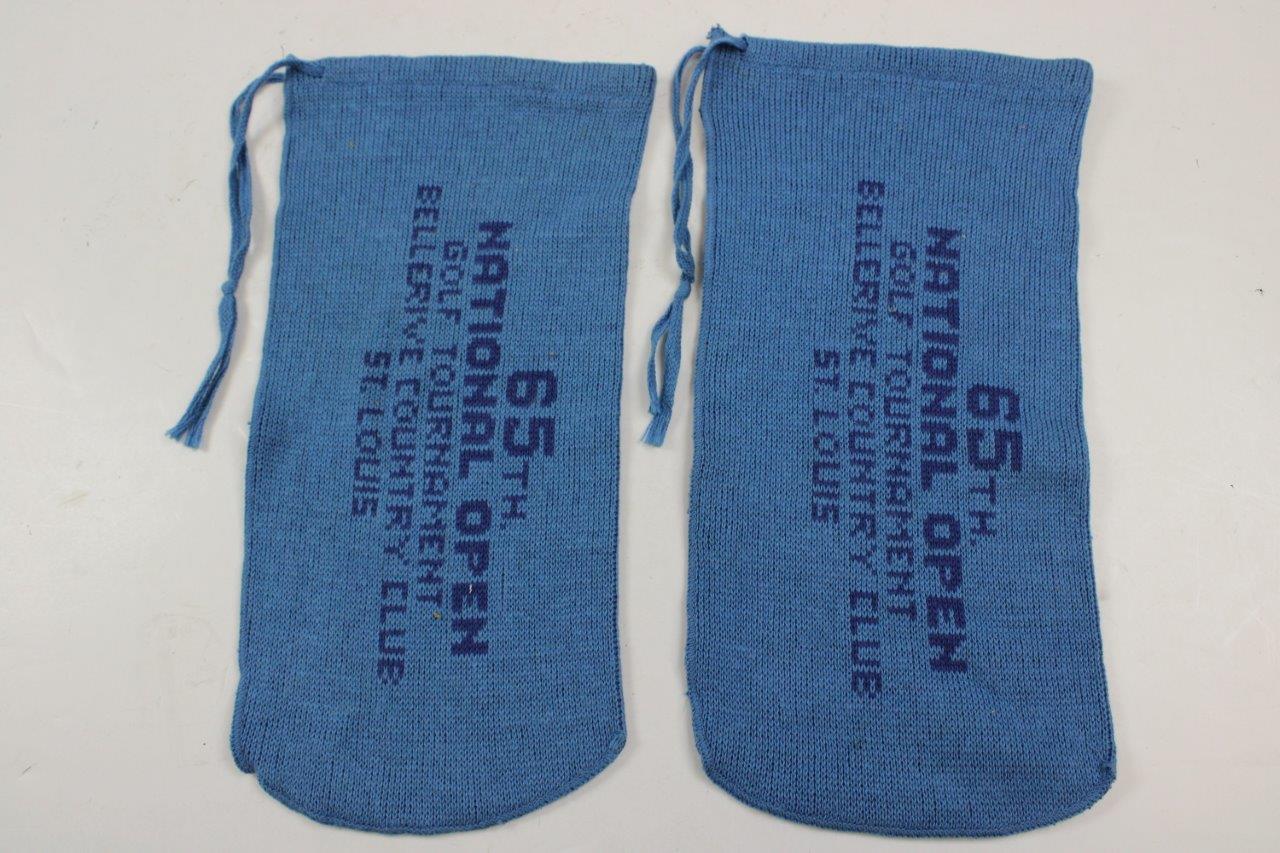 65TH.
NATIONAL OPEN
GOLF TOURNAMENT
BELLERIVE COUNTRY CLUB
ST. LOUIS
65TH.
NATIONAL OPEN
GOLF TOURNAMENT
BELLERIVE COUNTRY CLUB
ST. LOUIS